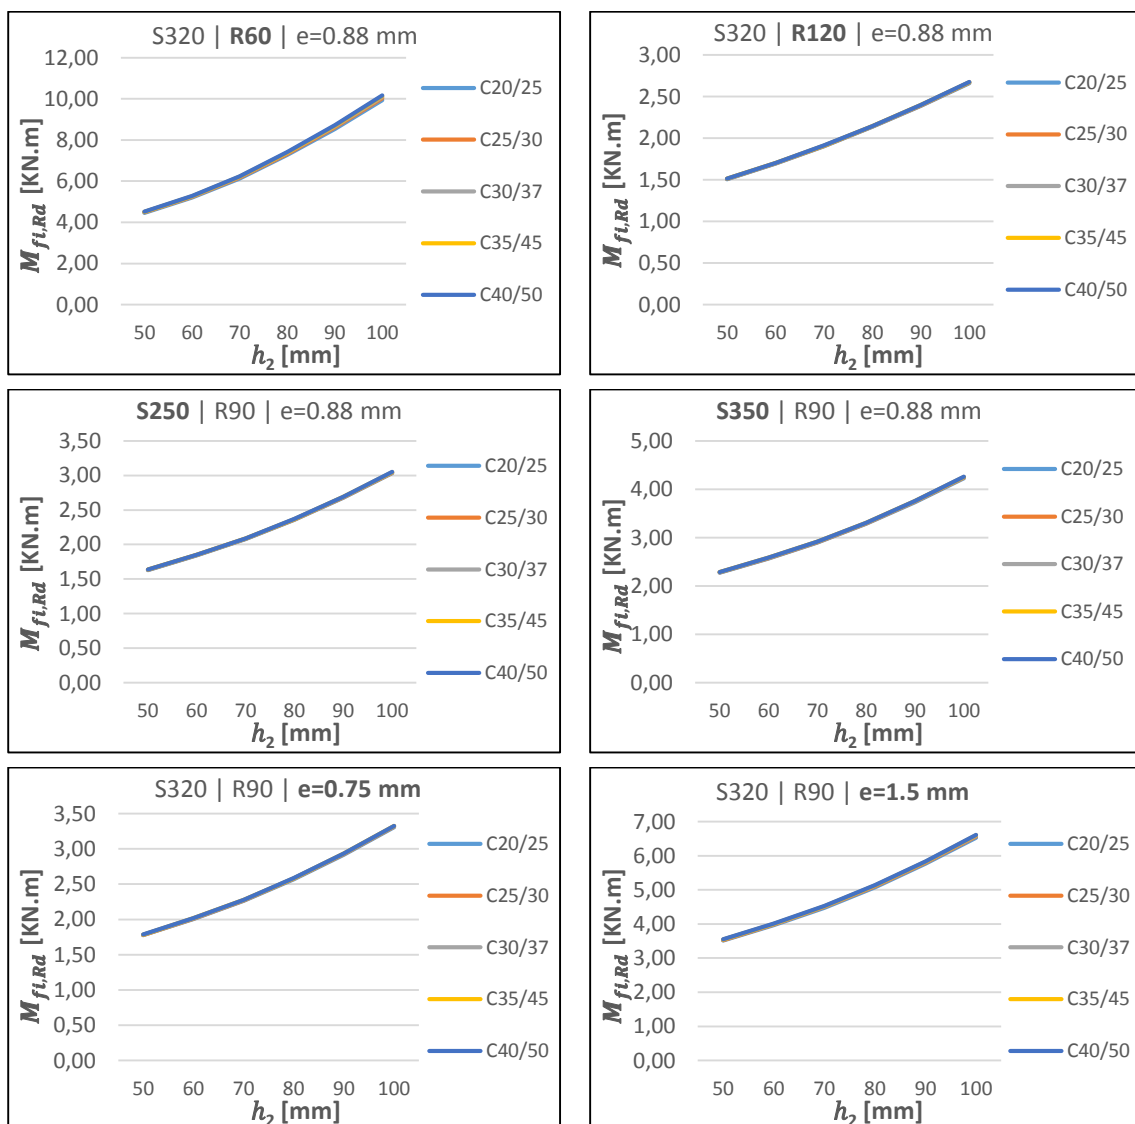 S320 | R60 | e=0.88 mm
12,00
10,00
8,00
6,00
4,00
2,00
0,00
M fi,Rd [KN.m]
50 60 70 80 90 100
h2 [mm]
C20/25
C25/30
C30/37
C35/45
C40/50
S320 | R120 | e=0.88 mm
3,00
2,50
2,00
1,50
1,00
0,50
0,00
M fi,Rd [KN.m]
50 60 70 80 90 100
h2 [mm]
C20/25
C25/30
C30/37
C35/45
C40/50
S250 | R90 | e=0.88 mm
3,50
3,00
2,50
2,00
1,50
1,00
0,50
0,00
M fi,Rd [KN.m]
50 60 70 80 90 100
h2 [mm]
C20/25
C25/30
C30/37
C35/45
C40/50
S350 | R90 | e=0.88 mm
5,00
4,00
3,00
2,00
1,00
0,00
M fi,Rd [KN.m]
50 60 70 80 90 100
h2 [mm]
C20/25
C25/30
C30/37
C35/45
C40/50
S320 | R90 | e=0.75 mm
3,50
3,00
2,50
2,00
1,50
1,00
0,50
0,00
M fi,Rd [KN.m]
50 60 70 80 90 100
h2 [mm]
C20/25
C25/30
C30/37
C35/45
C40/50
S320 | R90 | e=1.5 mm
7,00
6,00
5,00
4,00
3,00
2,00
1,00
0,00
M fi,Rd [KN.m]
50 60 70 80 90 100
h2 [mm]
C20/25
C25/30
C30/37
C35/45
C40/50